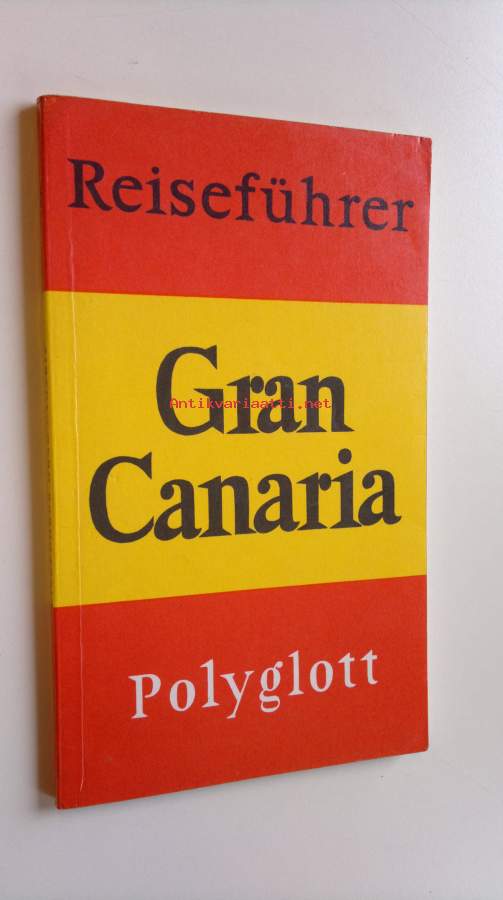 Reiseführer
Gran
Antikvariaatti.net
Canaria
Polyglott